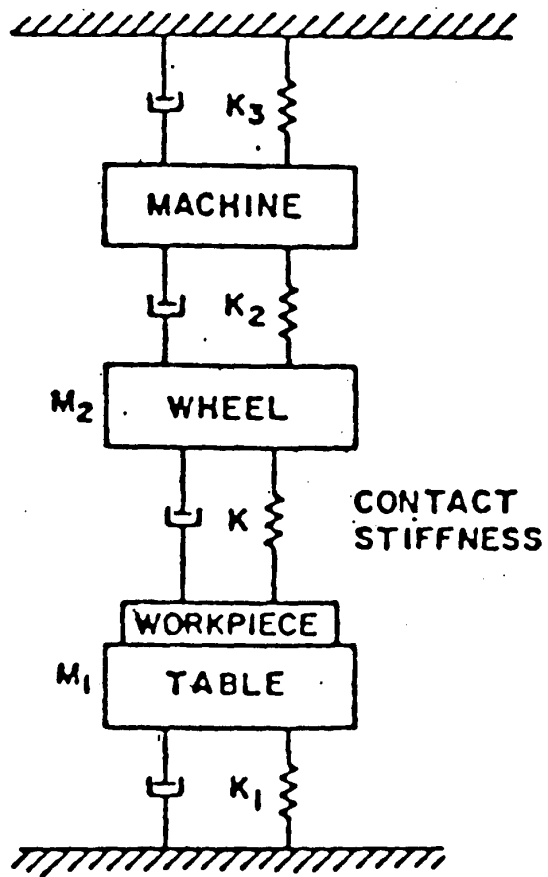 K3
MACHINE
K2
M2 WHEEL
K
CONTACT
STIFFNESS
WORKPIECE
M1 TABLE
K1